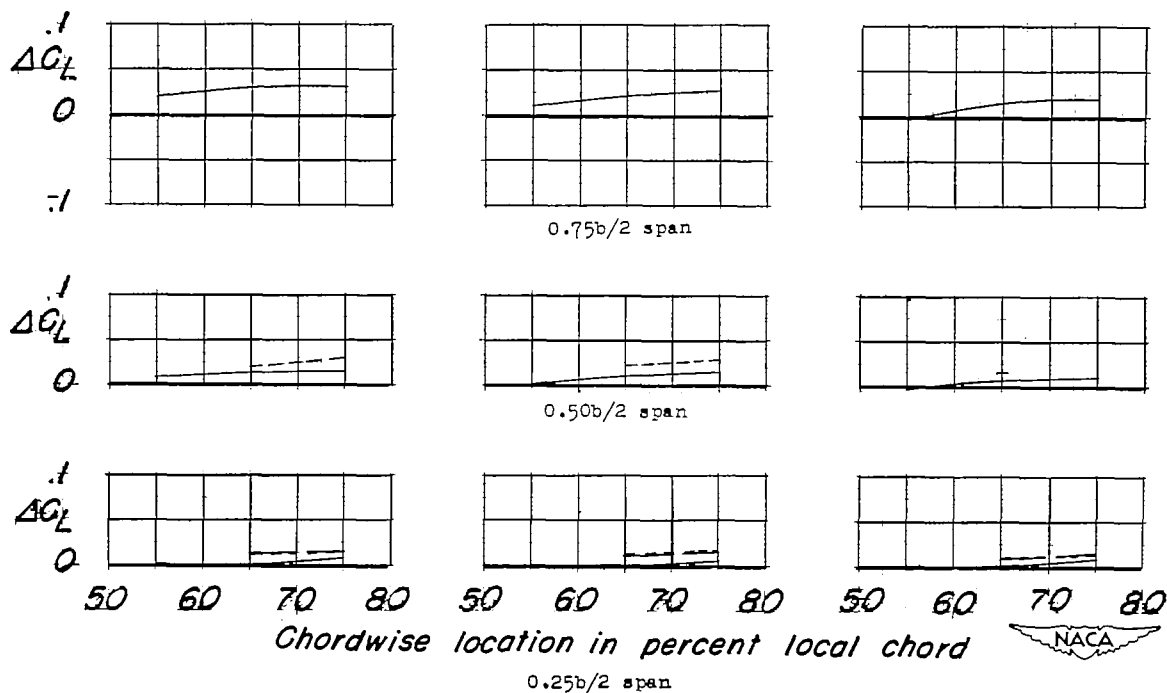 .1
ΔCL
0
-.1
0.75b/2 span
.1
ΔCL
0
0.50b/2 span
.1
ΔCL
0
50 60 70 80 50 60 70 80 50 60 70 80
Chordwise location in percent local chord
NACA
0.25b/2 span